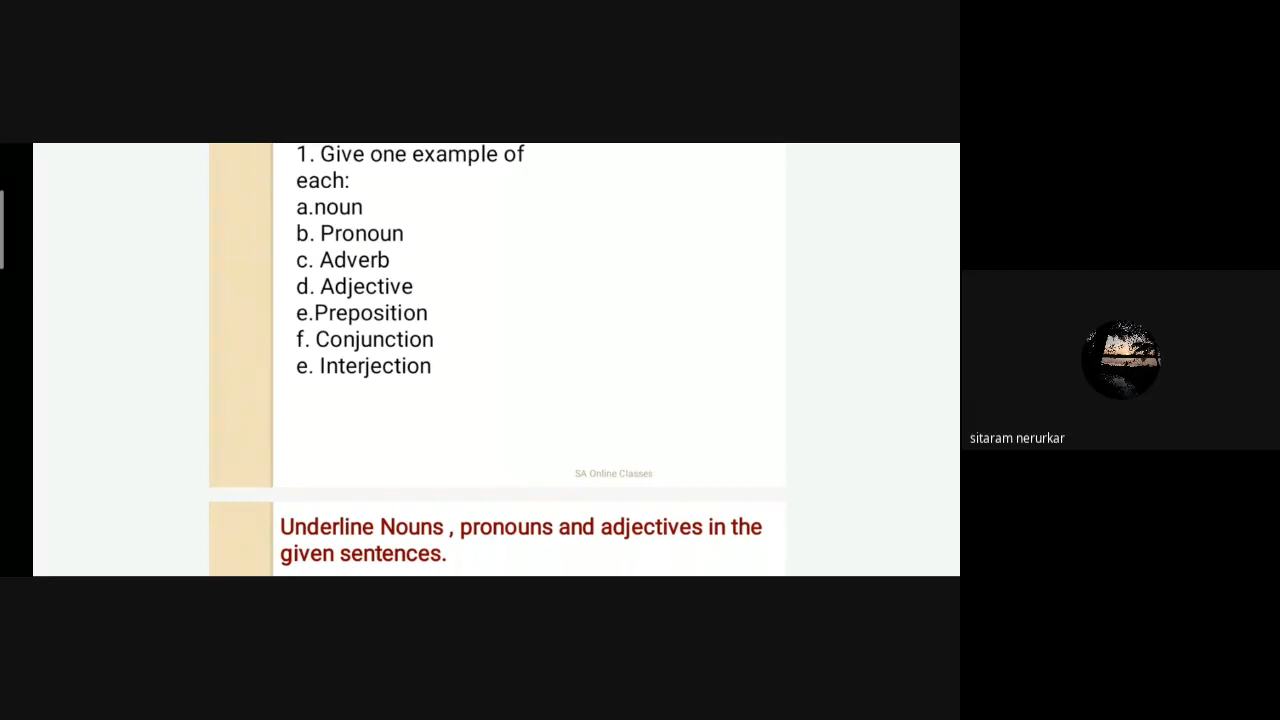 1. Give one example of
each:
a.noun
b. Pronoun
c. Adverb
d. Adjective
e.Preposition
f. Conjunction
e. Interjection
SA Online Classes
Underline Nouns , pronouns and adjectives in the
given sentences.
sitaram nerurkar